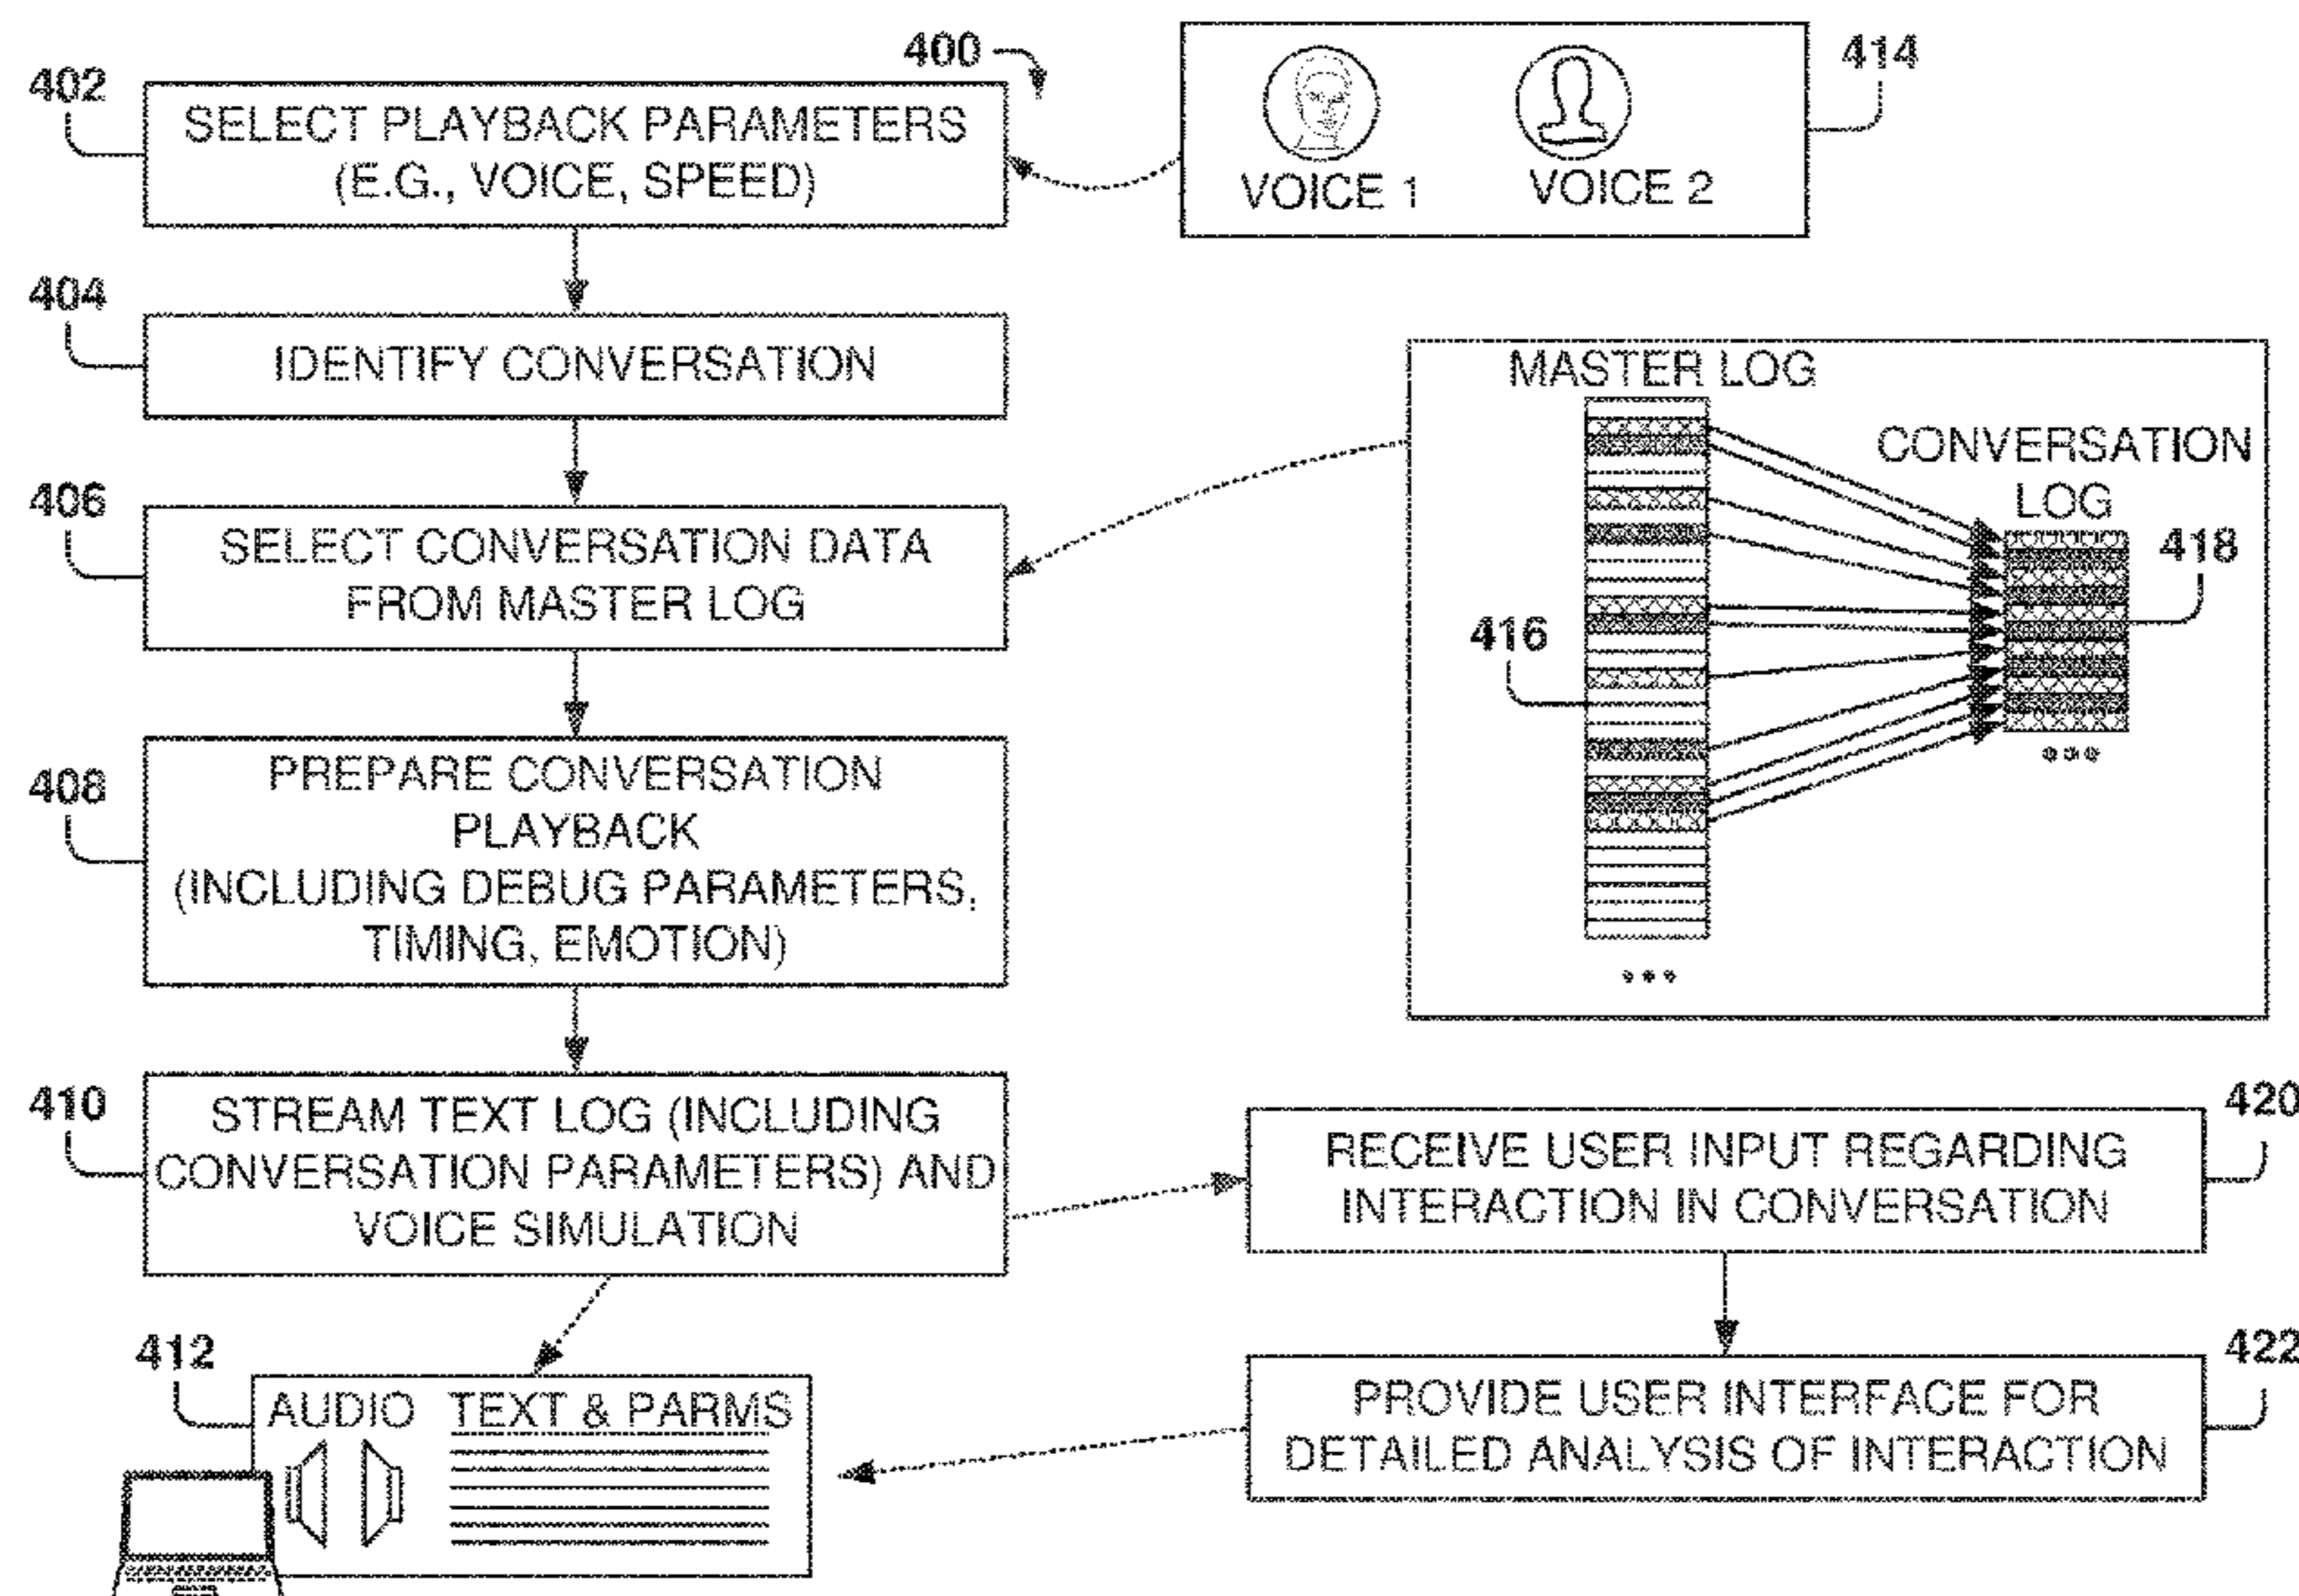 400
402
SELECT PLAYBACK PARAMETERS
(E.G., VOICE, SPEED)
414
VOICE 1
VOICE 2
404
IDENTIFY CONVERSATION
406
SELECT CONVERSATION DATA
FROM MASTER LOG
MASTER LOG
CONVERSATION
LOG
416
418
408
PREPARE CONVERSATION
PLAYBACK
(INCLUDING DEBUG PARAMETERS,
TIMING, EMOTION)
410
STREAM TEXT LOG (INCLUDING
CONVERSATION PARAMETERS) AND
VOICE SIMULATION
420
RECEIVE USER INPUT REGARDING
INTERACTION IN CONVERSATION
412
AUDIO
TEXT & PARMS
422
PROVIDE USER INTERFACE FOR
DETAILED ANALYSIS OF INTERACTION